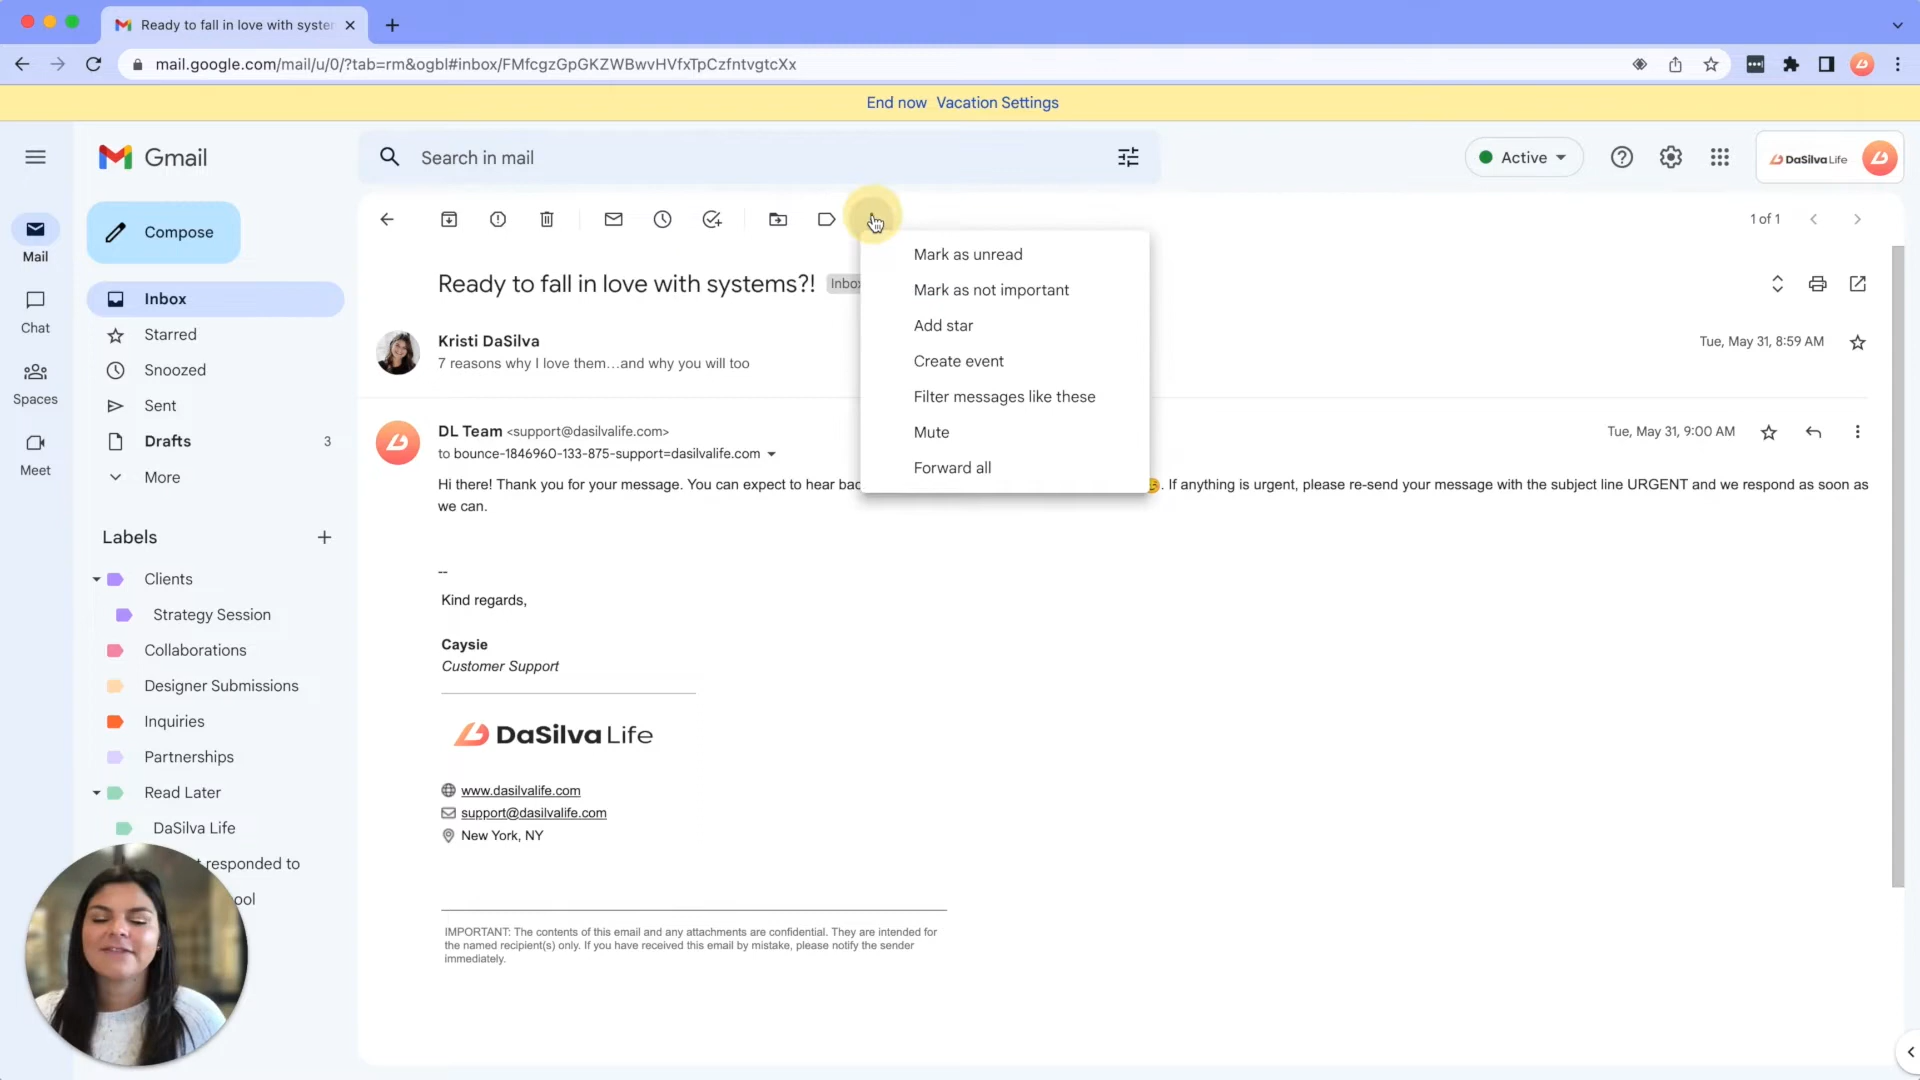 Ready to fall in love with system
mail.google.com/mail/u/0/?tab=rm&ogbl#inbox/FMfcgzGpGKZWBwvHVfxTpCzfntvgtcXx
End now Vacation Settings
Gmail
Search in mail
Active
DaSilva Life
Compose
1 of 1
Mail
Chat
Spaces
Meet
Inbox
Starred
Snoozed
Sent
Drafts 3
More
Labels
Clients
Strategy Session
Collaborations
Designer Submissions
Inquiries
Partnerships
Read Later
DaSilva Life
responded to
ool
Ready to fall in love with systems?! Inbox
Mark as unread
Mark as not important
Add star
Create event
Filter messages like these
Mute
Forward all
Kristi DaSilva
Tue, May 31, 8:59 AM
7 reasons why I love them...and why you will too
DL Team <support@dasilvalife.com>
Tue, May 31, 9:00 AM
to bounce-1846960-133-875-support=dasilvalife.com
Hi there! Thank you for your message. You can expect to hear bac . If anything is urgent, please re-send your message with the subject line URGENT and we respond as soon as
we can.
--
Kind regards,
Caysie
Customer Support
DaSilva Life
www.dasilvalife.com
support@dasilvalife.com
New York, NY
IMPORTANT: The contents of this email and any attachments are confidential. They are intended for
the named recipient(s) only. If you have received this email by mistake, please notify the sender
immediately.